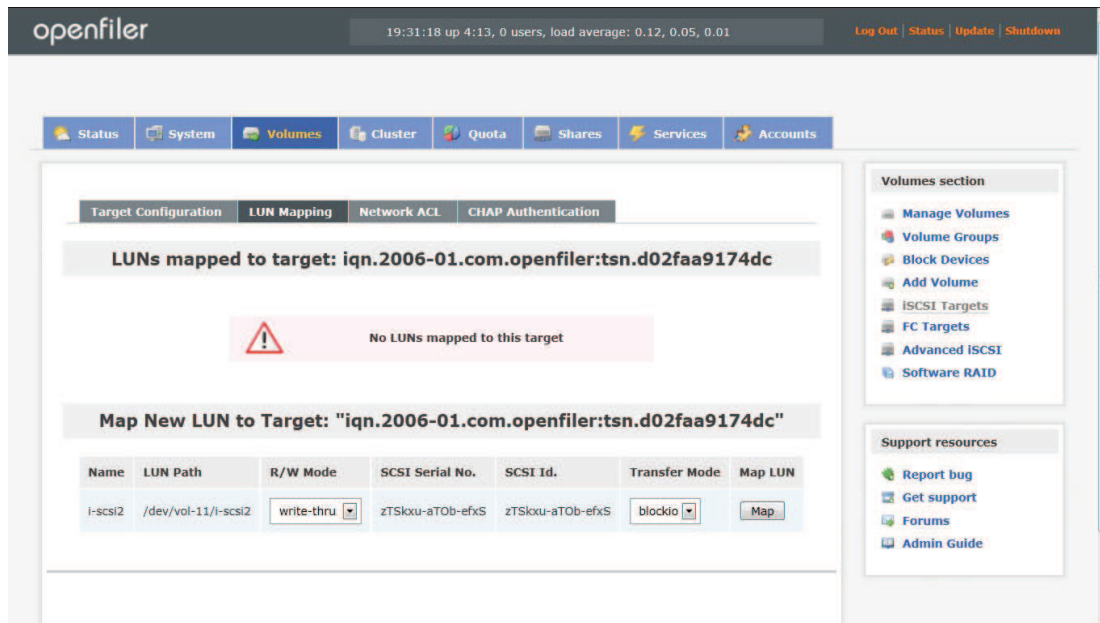 openfiler
19:31:18 up 4:13, 0 users, load average: 0.12, 0.05, 0.01
Log Out | Status | Update | Shutdown
Status System Volumes Cluster Quota Shares Services Accounts
Target Configuration LUN Mapping Network ACL CHAP Authentication
LUNs mapped to target: iqn.2006-01.com.openfiler:tsn.d02faa9174dc
No LUNs mapped to this target
Map New LUN to Target: "iqn.2006-01.com.openfiler:tsn.d02faa9174dc"
Name LUN Path R/W Mode SCSI Serial No. SCSI Id. Transfer Mode Map LUN
i-scsi2 /dev/vol-11/i-scsi2 write-thru zTSkxu-aTOb-efxS zTSkxu-aTOb-efxS blockio Map
Volumes section
Manage Volumes
Volume Groups
Block Devices
Add Volume
iSCSI Targets
FC Targets
Advanced iSCSI
Software RAID
Support resources
Report bug
Get support
Forums
Admin Guide